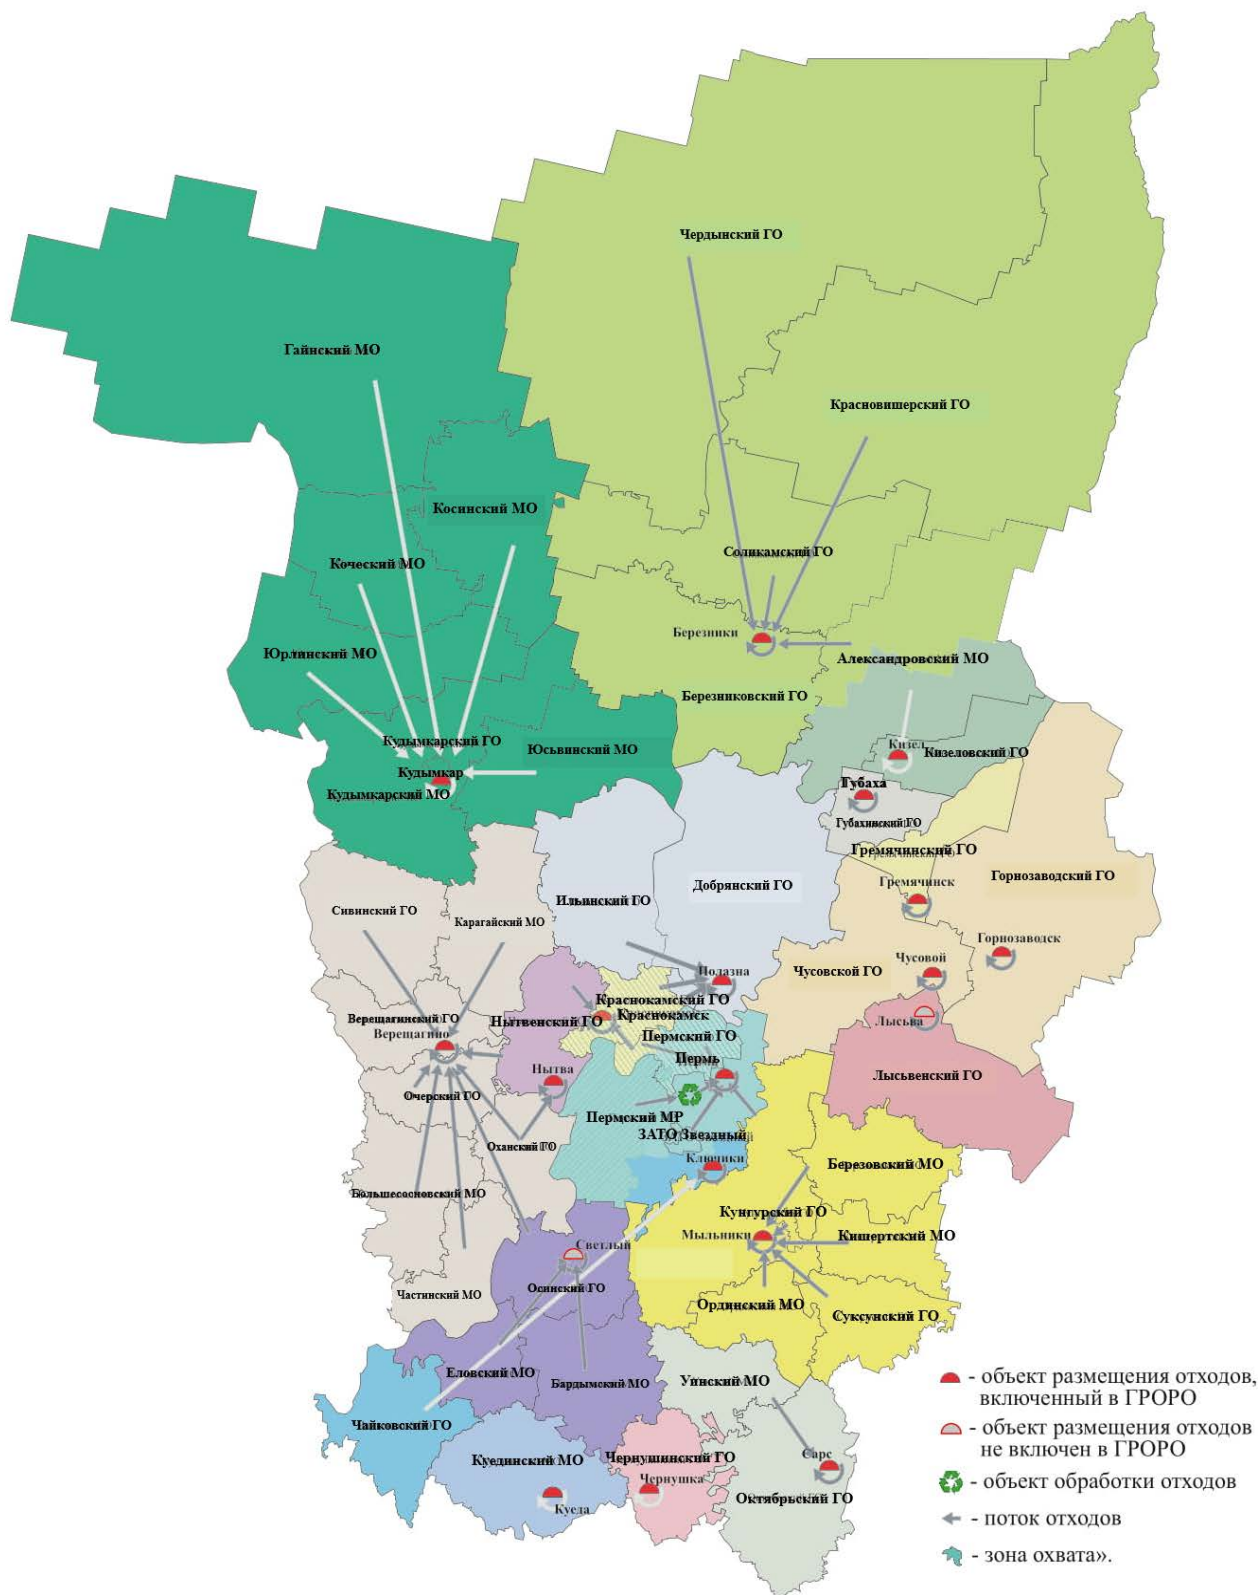 Чердынский ГО
Гайнский МО
Красновишерский ГО
Косинский МО
Коческий МО
Соликамский ГО
Березники
Юрлинский МО
Александровский МО
Березниковский ГО
Кудымкарский ГО
Юсьвинский МО
Кизел
Кизеловский ГО
Кудымкар
Губаха
Кудымкарский МО
Губахинский ГО
Гремячинский ГО
Горнозаводский ГО
Добрянский ГО
Гремячинск
Ильинский ГО
Сивинский ГО
Карагайский МО
Горнозаводск
Чусовой
Чусовской ГО
Полазна
Краснокамский ГО
Краснокамск
Верещагинский ГО
Нытвенский ГО
Лысьва
Верещагино
Пермский ГО
Пермь
Нытва
Лысьвенский ГО
Очерский ГО
Пермский МР
ЗАТО Звездный
Оханский ГО
Ключики
Березовский МО
Большесосновский МО
Кунгурский ГО
Мыльники
Кишертский МО
Светлый
Осинский ГО
Частинский МО
Ординский МО
Суксунский ГО
Еловский МО
Бардымский МО
Уинский МО
Чайковский ГО
Куединский МО
Чернушинский ГО
Сарс
Чернушка
Октябрьский ГО
Куеда
- объект размещения отходов,
включенный в ГРОРО
- объект размещения отходов
не включен в ГРОРО
- объект обработки отходов
- поток отходов
- зона охвата».